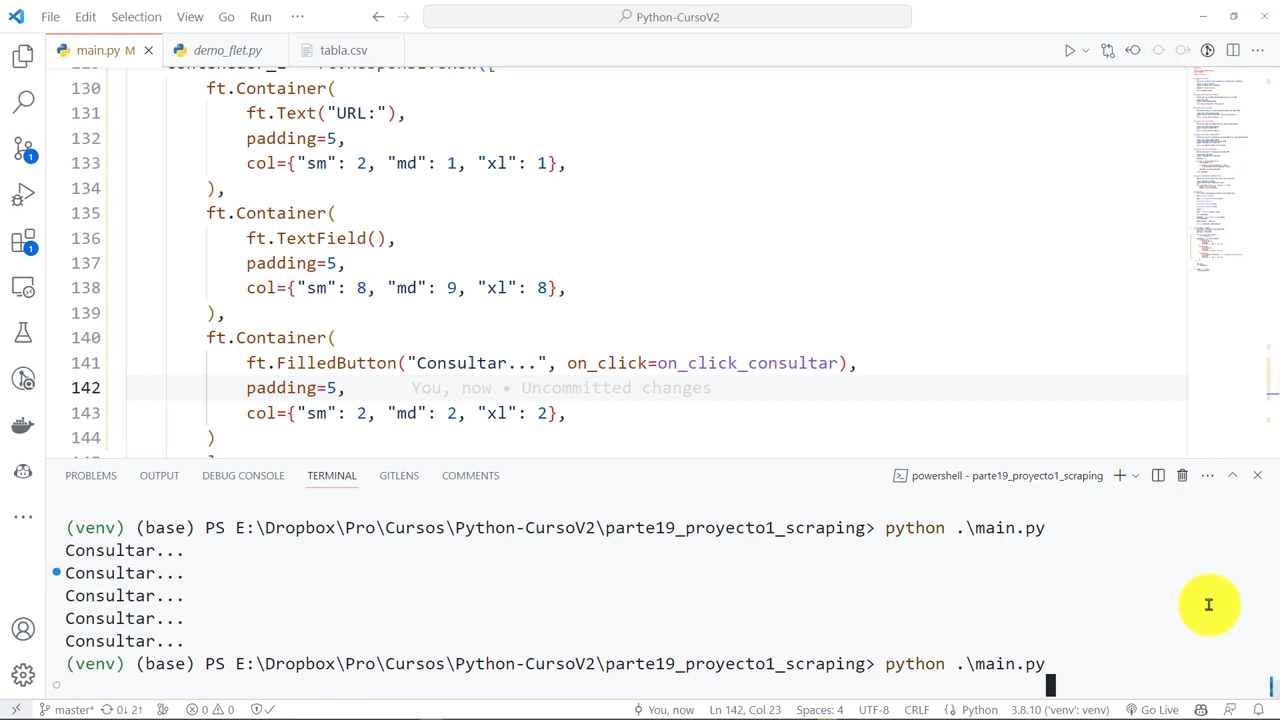 File Edit Selection View Go Run ··· Python-CursoV2
main.py M demo_flet.py tabla.csv
130 ft.Container(
ft.Text("URL:"),
padding=5,
col={"sm": 2, "md": 1, "xl": 1},
134 ),
ft.Container(
ft.TextField(),
padding=5,
138 col={"sm": 8, "md": 9, "xl": 8},
139 ),
140 ft.Container(
141 ft.FilledButton("Consultar...", on_click=on_click_consultar),
142 padding=5, You, now • Uncommitted changes
143 col={"sm": 2, "md": 2, "xl": 2},
144 )
PROBLEMS OUTPUT DEBUG CONSOLE TERMINAL GITLENS COMMENTS powershell - parte19_proyecto1_scraping
(venv) (base) PS E:\Dropbox\Pro\Cursos\Python-CursoV2\parte19_proyecto1_scraping> python .\main.py
Consultar...
Consultar...
Consultar...
Consultar...
Consultar...
(venv) (base) PS E:\Dropbox\Pro\Cursos\Python-CursoV2\parte19_proyecto1_scraping> python .\main.py
master* 0↓ 2↑ 0 0 You, now Ln 142, Col 23 Spaces: 4 UTF-8 CRLF Python 3.8.10 ('venv': venv) Go Live